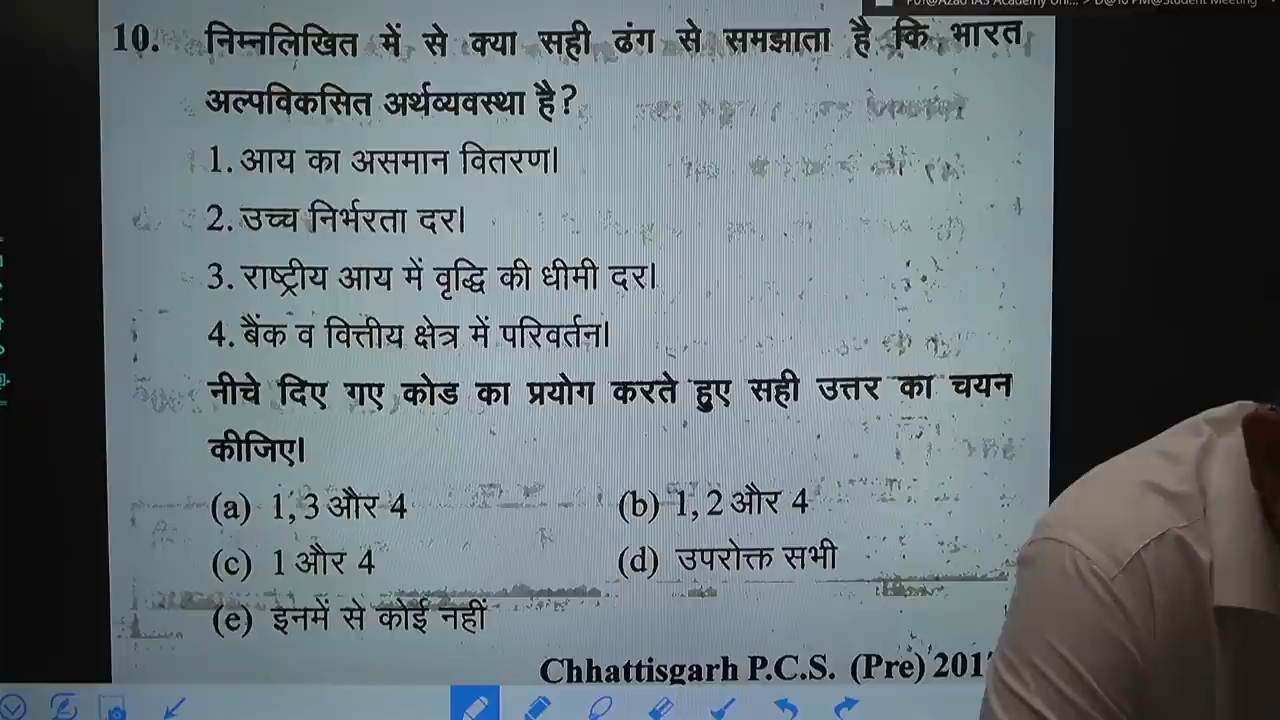 10. निम्नलिखित में से क्या सही ढंग से समझाता है कि भारत
अल्पविकसित अर्थव्यवस्था है?
1. आय का असमान वितरण।
2. उच्च निर्भरता दर।
3. राष्ट्रीय आय में वृद्धि की धीमी दर।
4. बैंक व वित्तीय क्षेत्र में परिवर्तन।
नीचे दिए गए कोड का प्रयोग करते हुए सही उत्तर का चयन
कीजिए।
(a) 1, 3 और 4 (b) 1, 2 और 4
(c) 1 और 4 (d) उपरोक्त सभी
(e) इनमें से कोई नहीं
Chhattisgarh P.C.S. (Pre) 201